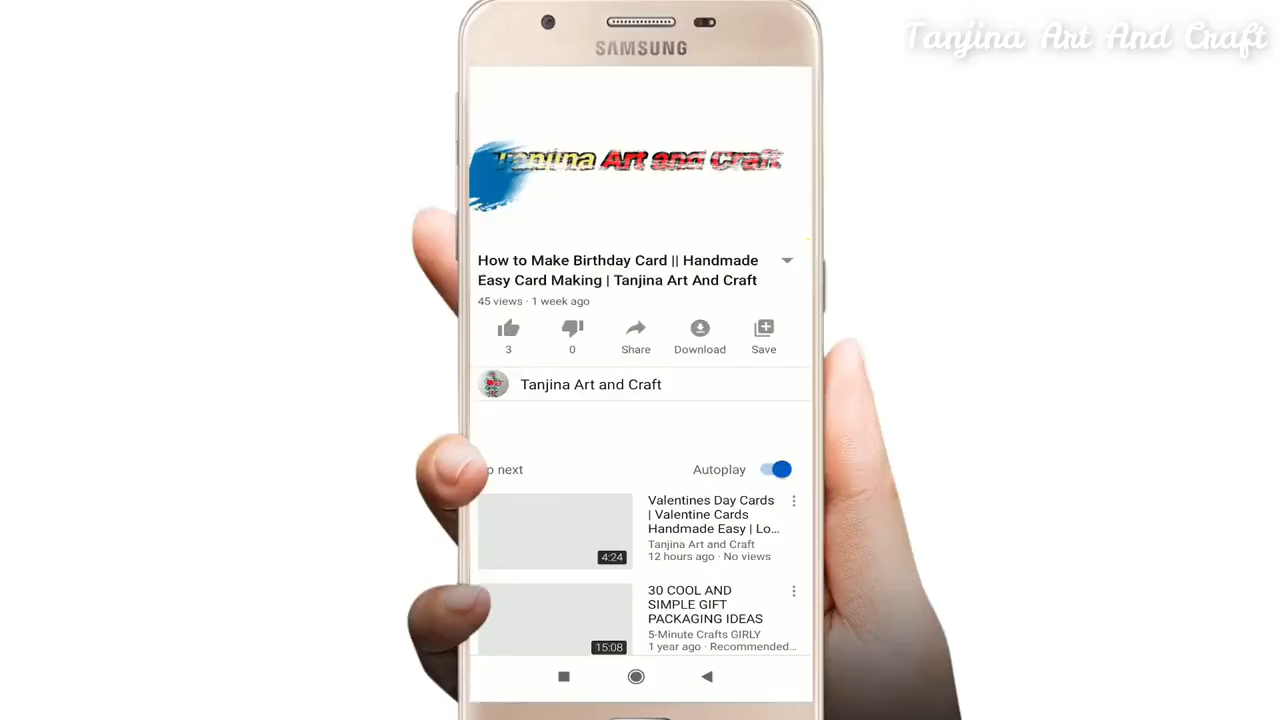 Tanjina Art And Craft
SAMSUNG
Tanjina Art and Craft
How to Make Birthday Card || Handmade
Easy Card Making | Tanjina Art And Craft
45 views · 1 week ago
3
0
Share
Download
Save
Tanjina Art and Craft
p next
Autoplay
Valentines Day Cards
| Valentine Cards
Handmade Easy | Lo...
Tanjina Art and Craft
12 hours ago · No views
4:24
30 COOL AND
SIMPLE GIFT
PACKAGING IDEAS
5-Minute Crafts GIRLY
1 year ago · Recommended...
15:08